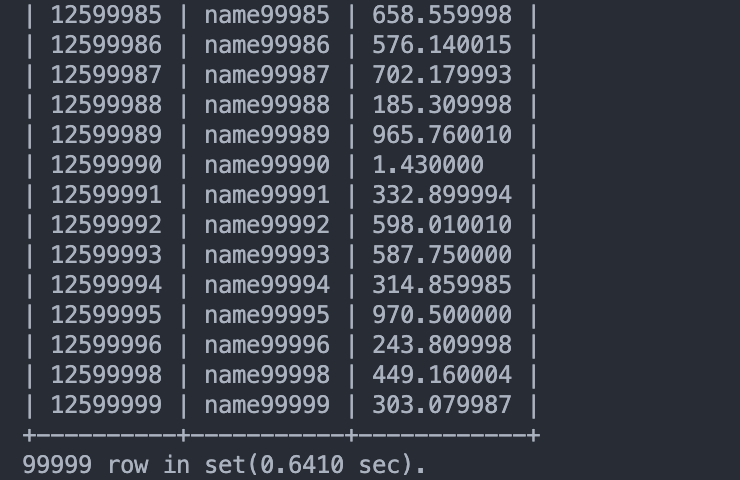 | 12599985 | name99985 | 658.559998 |
| 12599986 | name99986 | 576.140015 |
| 12599987 | name99987 | 702.179993 |
| 12599988 | name99988 | 185.309998 |
| 12599989 | name99989 | 965.760010 |
| 12599990 | name99990 | 1.430000   |
| 12599991 | name99991 | 332.899994 |
| 12599992 | name99992 | 598.010010 |
| 12599993 | name99993 | 587.750000 |
| 12599994 | name99994 | 314.859985 |
| 12599995 | name99995 | 970.500000 |
| 12599996 | name99996 | 243.809998 |
| 12599998 | name99998 | 449.160004 |
| 12599999 | name99999 | 303.079987 |
+----------+-----------+------------+
99999 row in set(0.6410 sec).